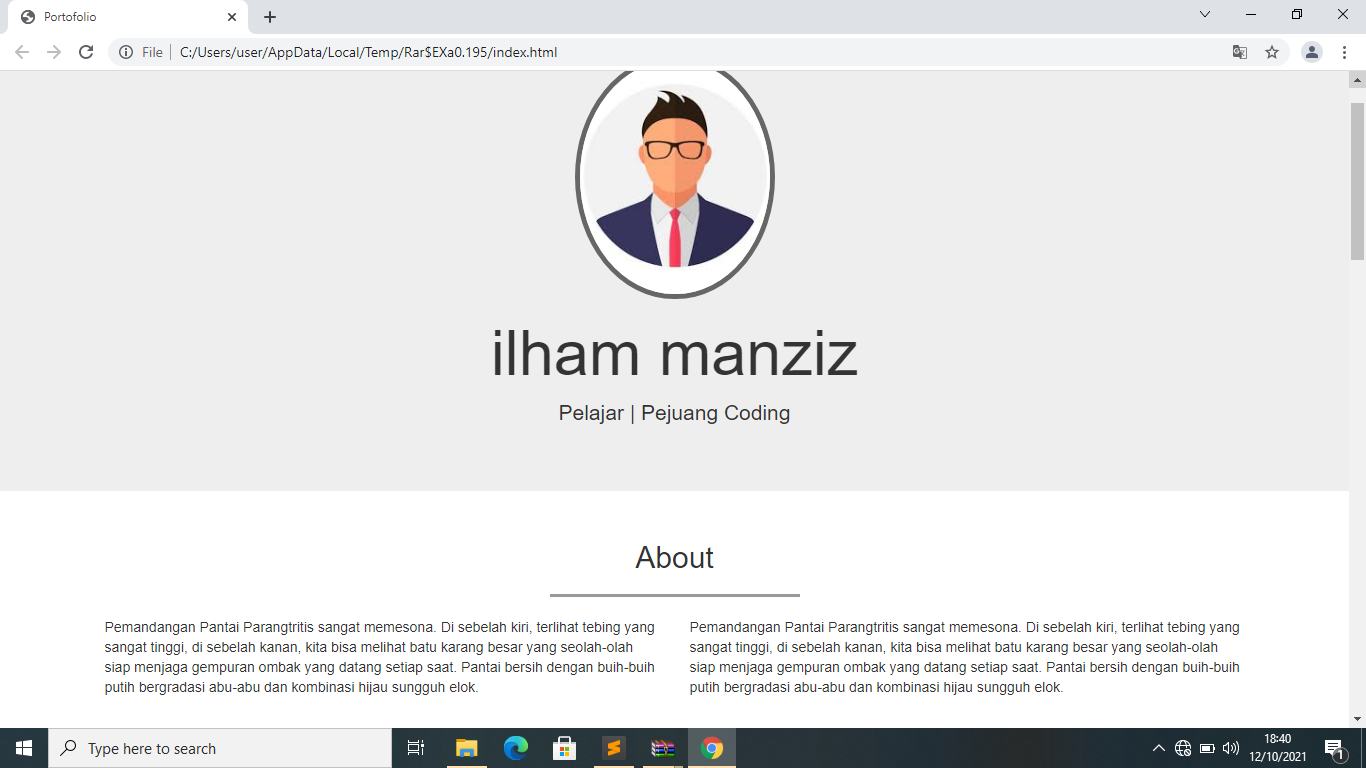 Portofolio
File
C:/Users/user/AppData/Local/Temp/Rar$EXa0.195/index.html
ilham manziz
Pelajar | Pejuang Coding
About
Pemandangan Pantai Parangtritis sangat memesona. Di sebelah kiri, terlihat tebing yang
sangat tinggi, di sebelah kanan, kita bisa melihat batu karang besar yang seolah-olah
siap menjaga gempuran ombak yang datang setiap saat. Pantai bersih dengan buih-buih
putih bergradasi abu-abu dan kombinasi hijau sungguh elok.
Pemandangan Pantai Parangtritis sangat memesona. Di sebelah kiri, terlihat tebing yang
sangat tinggi, di sebelah kanan, kita bisa melihat batu karang besar yang seolah-olah
siap menjaga gempuran ombak yang datang setiap saat. Pantai bersih dengan buih-buih
putih bergradasi abu-abu dan kombinasi hijau sungguh elok.
Type here to search
18:40
12/10/2021
1